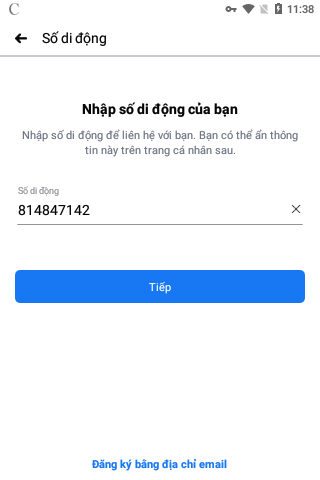 C
11:38
Số di động
Nhập số di động của bạn
Nhập số di động để liên hệ với bạn. Bạn có thể ẩn thông
tin này trên trang cá nhân sau.
Số di động
814847142
Tiếp
Đăng ký bằng địa chỉ email